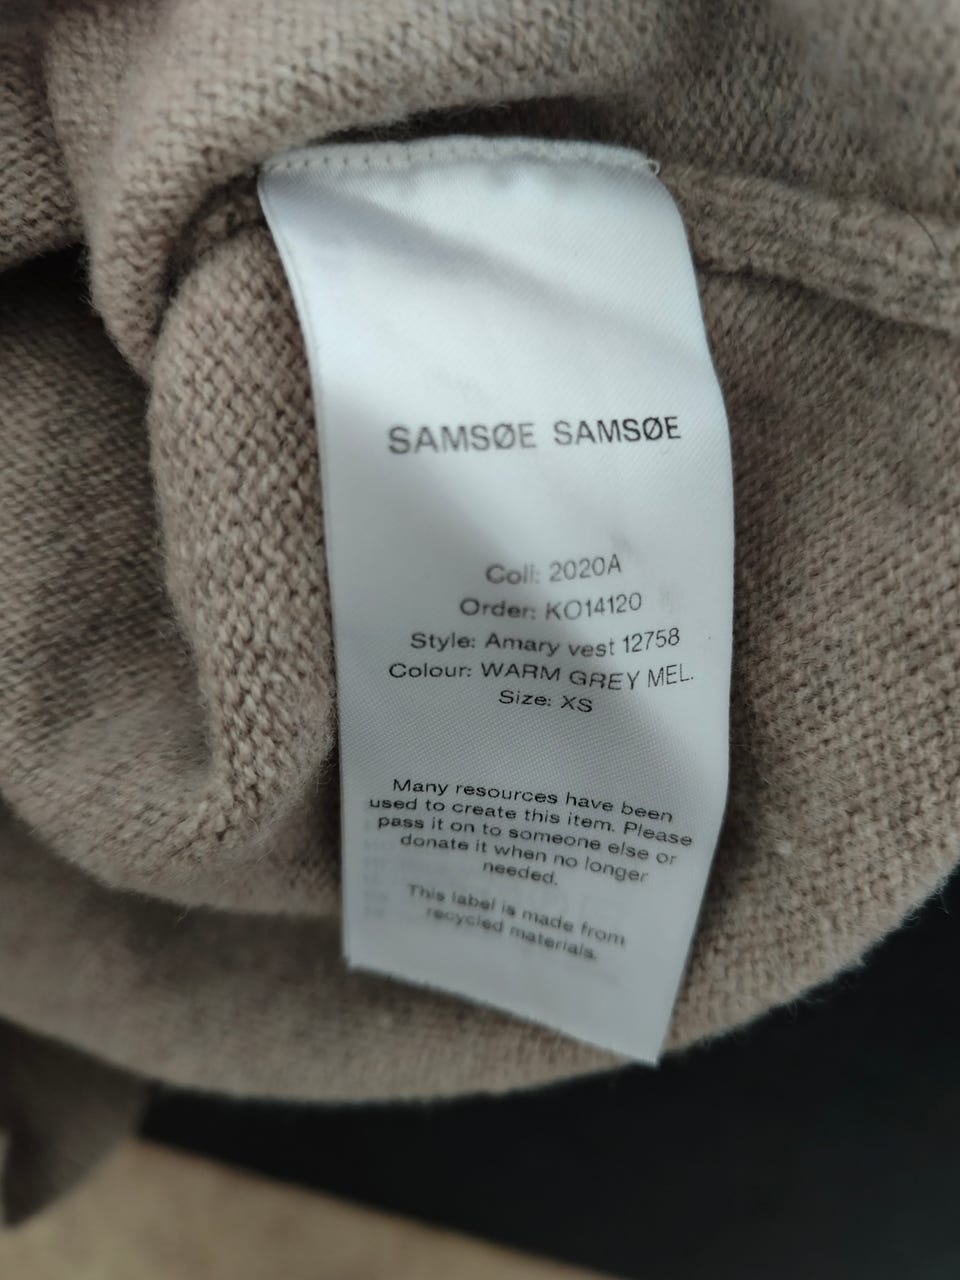 SAMSØE SAMSØE
Coll: 2020A
Order: KO14120
Style: Amary vest 12758
Colour: WARM GREY MEL.
Size: XS
Many resources have been
used to create this item. Please
pass it on to someone else or
donate it when no longer
needed.
This label is made from
recycled materials.